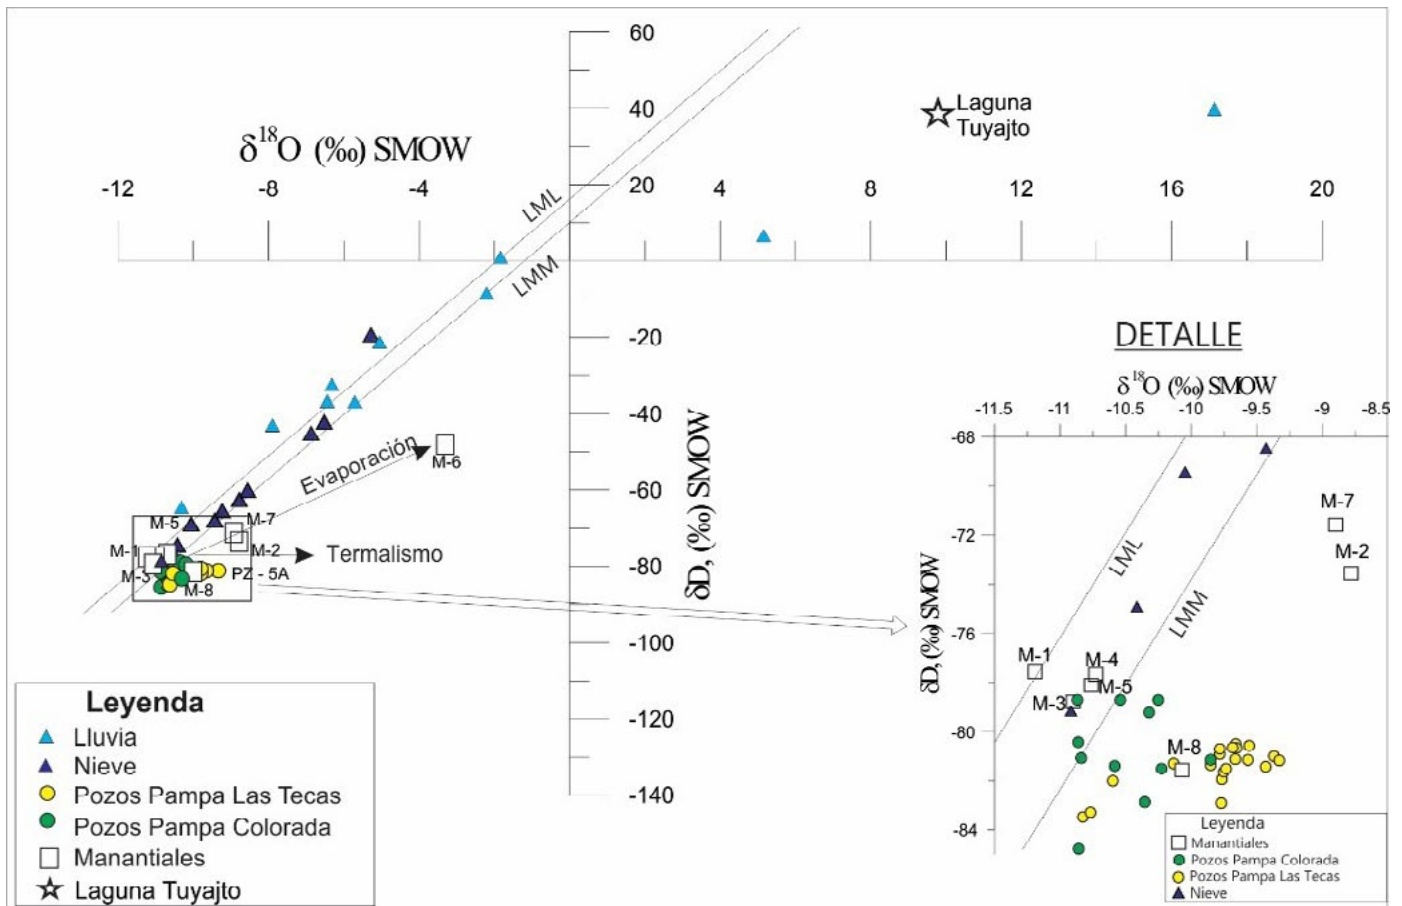 60
40
20
-20
-40
-60
-80
-100
-120
-140
δ18O (‰) SMOW
-12
-8
-4
4
8
12
16
20
Laguna
Tuyajto
LML
LMM
δD, (‰) SMOW
Evaporación
Termalismo
M-6
M-5
M-7
M-1
M-2
M-3
PZ - 5A
M-8
Leyenda
Lluvia
Nieve
Pozos Pampa Las Tecas
Pozos Pampa Colorada
Manantiales
Laguna Tuyajto
DETALLE
δ18O (‰) SMOW
-11.5
-11
-10.5
-10
-9.5
-9
-8.5
-68
-72
-76
-80
-84
δD, (‰) SMOW
LML
LMM
M-7
M-2
M-1
M-4
M-5
M-3
M-8
Leyenda
Manantiales
Pozos Pampa Colorada
Pozos Pampa Las Tecas
Nieve